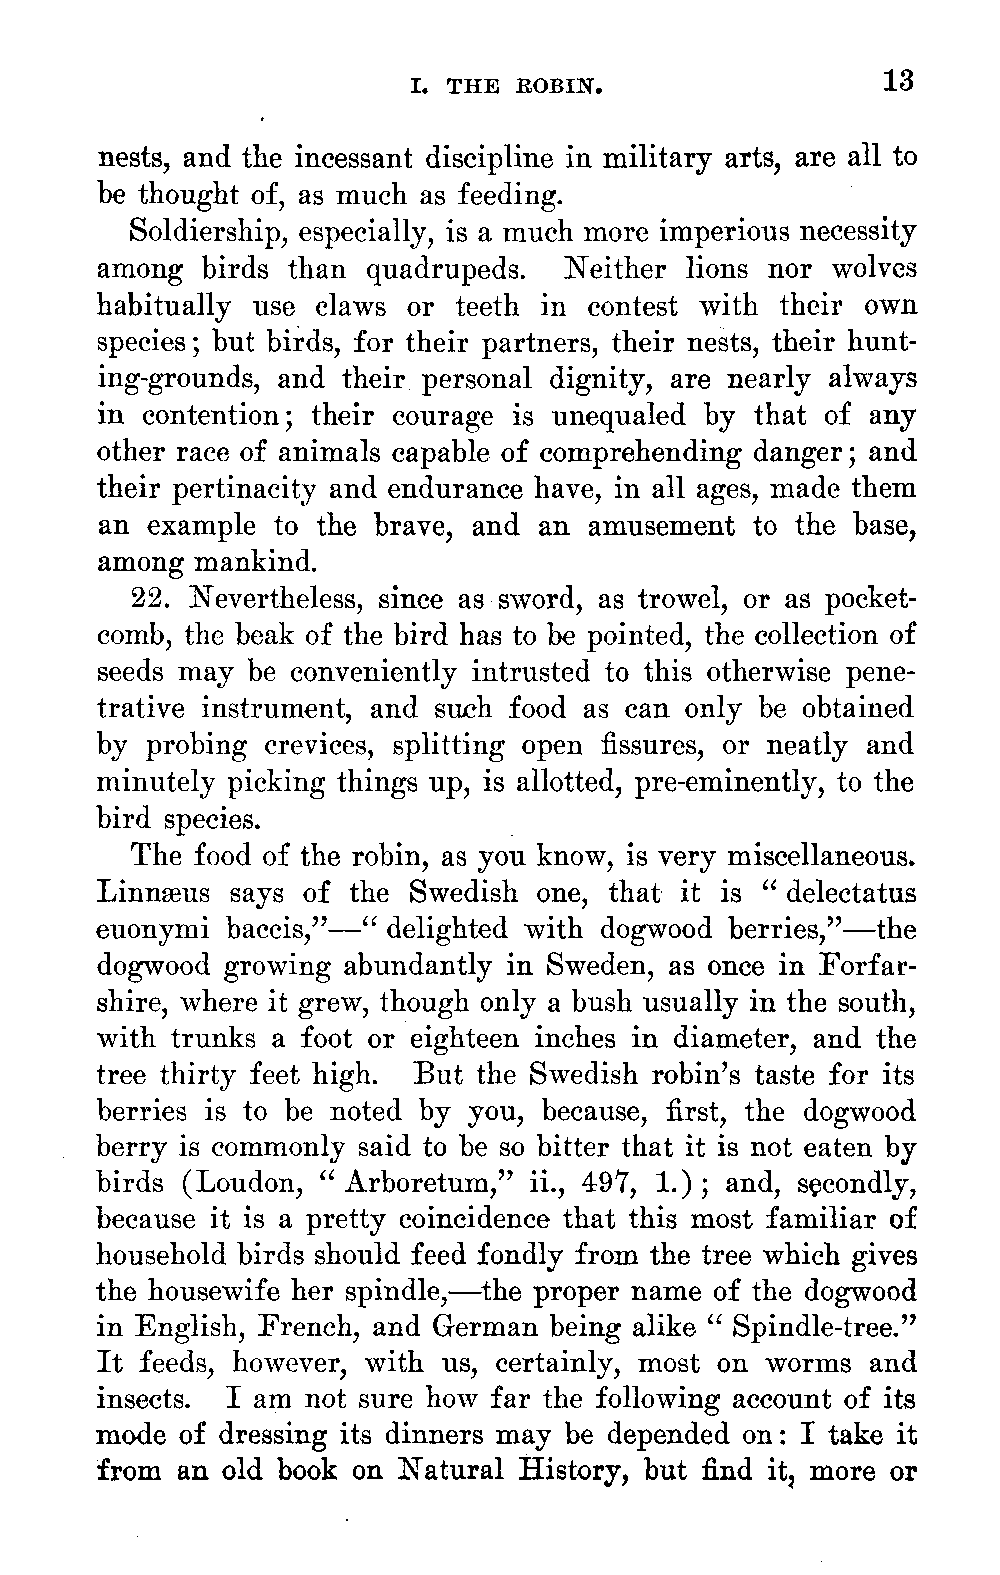 I. THE ROBIN. 13
nests, and the incessant discipline in military arts, are all to
be thought of, as much as feeding.
Soldiership, especially, is a much more imperious necessity
among birds than quadrupeds. Neither lions nor wolves
habitually use claws or teeth in contest with their own
species; but birds, for their partners, their nests, their hunt-
ing-grounds, and their personal dignity, are nearly always
in contention; their courage is unequaled by that of any
other race of animals capable of comprehending danger; and
their pertinacity and endurance have, in all ages, made them
an example to the brave, and an amusement to the base,
among mankind.
22. Nevertheless, since as sword, as trowel, or as pocket-
comb, the beak of the bird has to be pointed, the collection of
seeds may be conveniently intrusted to this otherwise pene-
trative instrument, and such food as can only be obtained
by probing crevices, splitting open fissures, or neatly and
minutely picking things up, is allotted, pre-eminently, to the
bird species.
The food of the robin, as you know, is very miscellaneous.
Linnæus says of the Swedish one, that it is “ delectatus
euonymi baccis,”—“ delighted with dogwood berries,”—the
dogwood growing abundantly in Sweden, as once in Forfar-
shire, where it grew, though only a bush usually in the south,
with trunks a foot or eighteen inches in diameter, and the
tree thirty feet high. But the Swedish robin’s taste for its
berries is to be noted by you, because, first, the dogwood
berry is commonly said to be so bitter that it is not eaten by
birds (Loudon, “ Arboretum,” ii., 497, 1.); and, secondly,
because it is a pretty coincidence that this most familiar of
household birds should feed fondly from the tree which gives
the housewife her spindle,—the proper name of the dogwood
in English, French, and German being alike “ Spindle-tree.”
It feeds, however, with us, certainly, most on worms and
insects. I am not sure how far the following account of its
mode of dressing its dinners may be depended on: I take it
from an old book on Natural History, but find it, more or